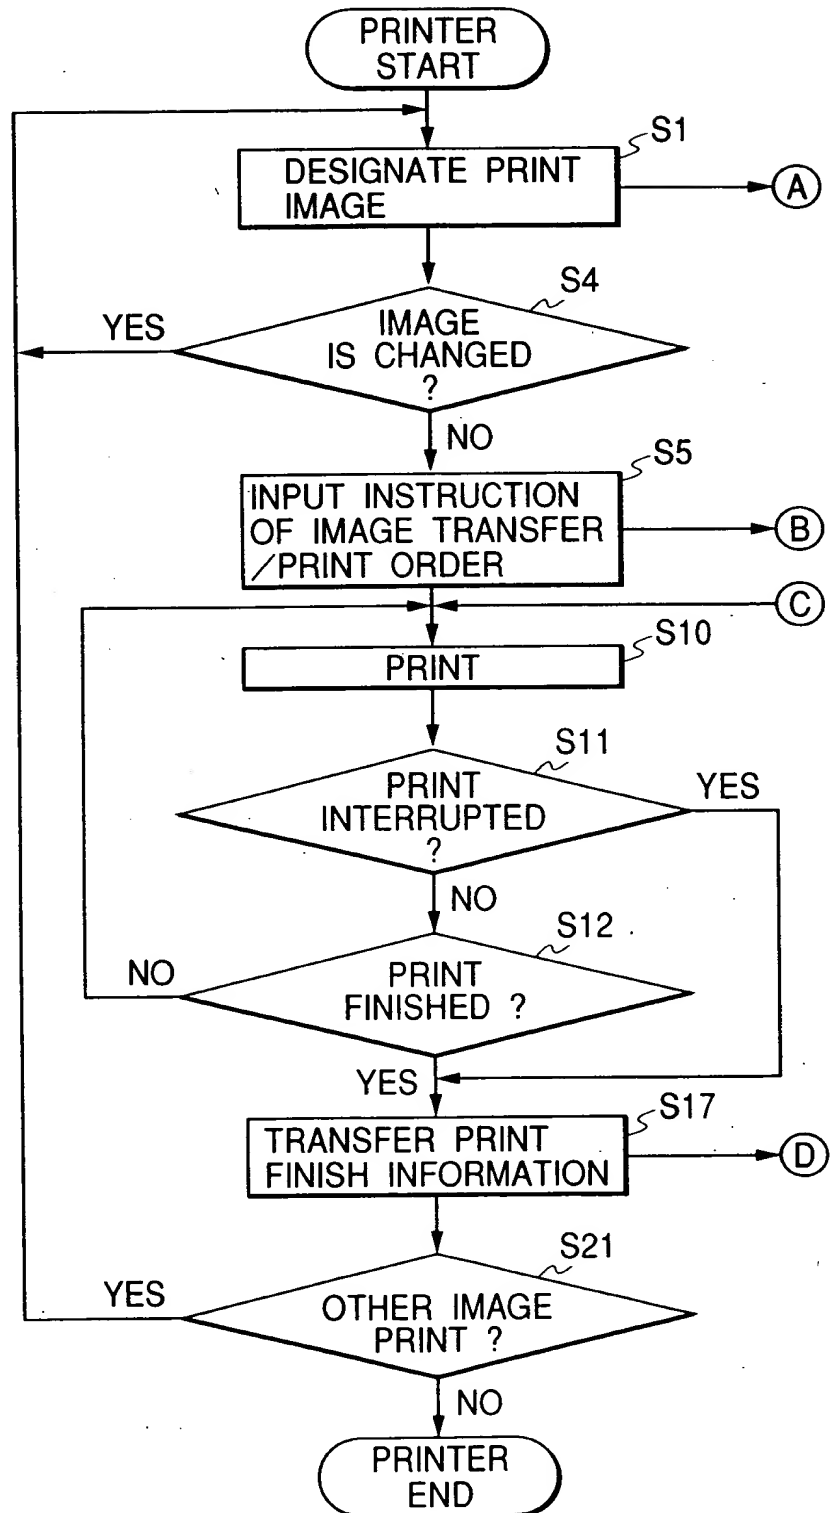 PRINTER
START
S1
DESIGNATE PRINT
IMAGE
A
S4
YES
IMAGE
IS CHANGED
?
NO
S5
INPUT INSTRUCTION
OF IMAGE TRANSFER
/PRINT ORDER
B
C
S10
PRINT
S11
PRINT
INTERRUPTED
?
YES
NO
S12
NO
PRINT
FINISHED ?
YES
S17
TRANSFER PRINT
FINISH INFORMATION
D
S21
YES
OTHER IMAGE
PRINT ?
NO
PRINTER
END